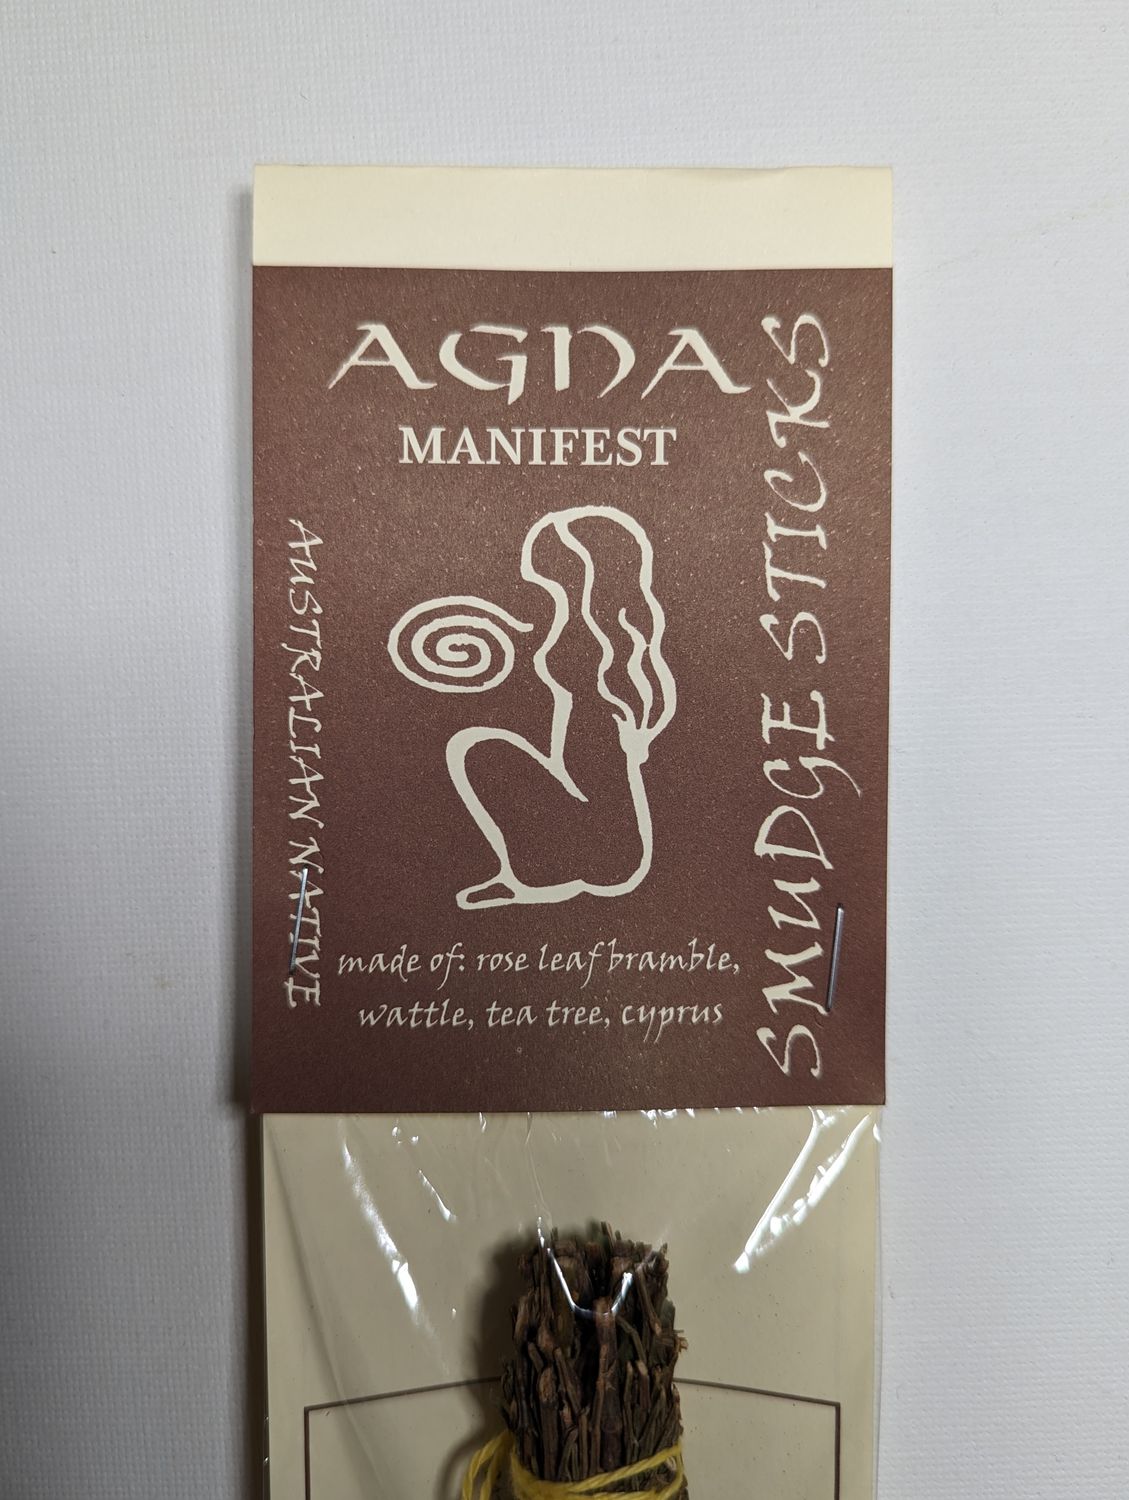 AGNA
MANIFEST
AUSTRALIAN NATIVE
SMUDGE STICKS
made of: rose leaf bramble,
wattle, tea tree, cyprus